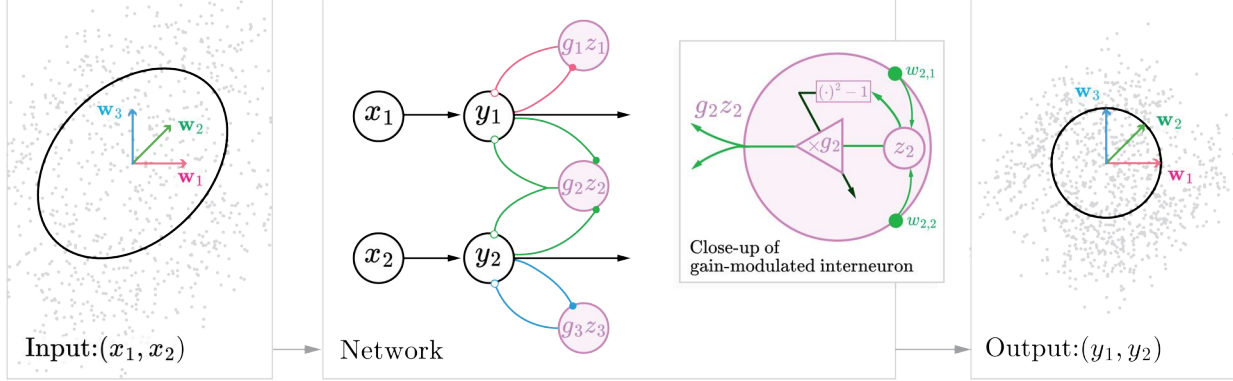 w₃
w₂
w₁
Input:(x₁, x₂)
g₁z₁
x₁
y₁
g₂z₂
x₂
y₂
g₃z₃
Network
w₂,₁
(·)² − 1
g₂z₂
×g₂
z₂
w₂,₂
Close-up of
gain-modulated interneuron
w₃
w₂
w₁
Output:(y₁, y₂)